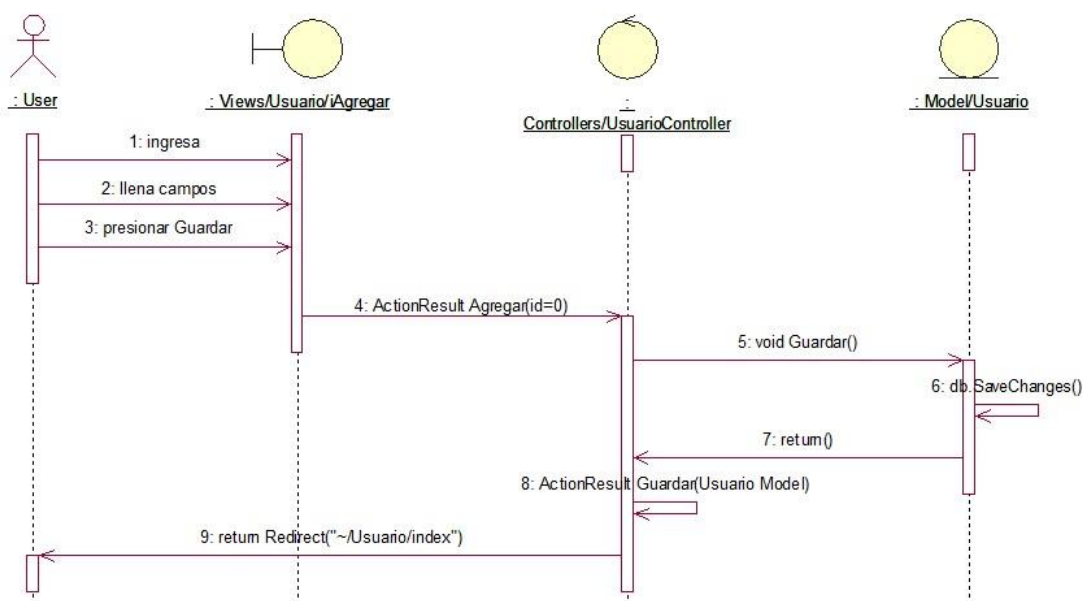 : User
: Views/Usuario/iAgregar
:
Controllers/UsuarioController
: Model/Usuario
1: ingresa
2: llena campos
3: presionar Guardar
4: ActionResult Agregar(id=0)
5: void Guardar()
6: db.SaveChanges()
7: return()
8: ActionResult Guardar(Usuario Model)
9: return Redirect("~/Usuario/index")